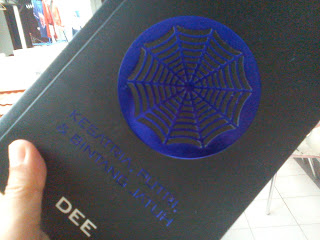 KESATRIA, PUTRI,
& BINTANG JATUH
DEE